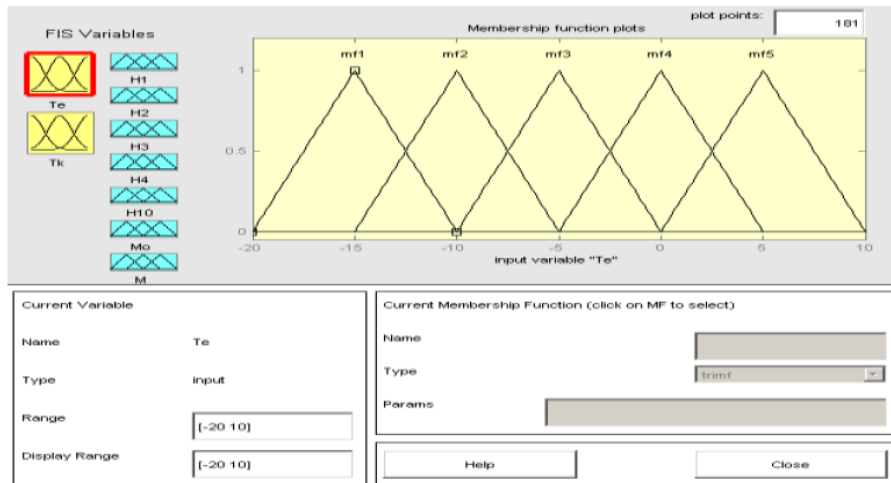 FIS Variables
Te
Tk
H1
H2
H3
H4
H10
Mo
M
Membership function plots
plot points:
181
mf1 mf2 mf3 mf4 mf5
1
0.5
0
-20 -15 -10 -5 0 5 10
input variable "Te"
Current Variable
Name Te
Type input
Range [-20 10]
Display Range [-20 10]
Current Membership Function (click on MF to select)
Name
Type trimf
Params
Help Close